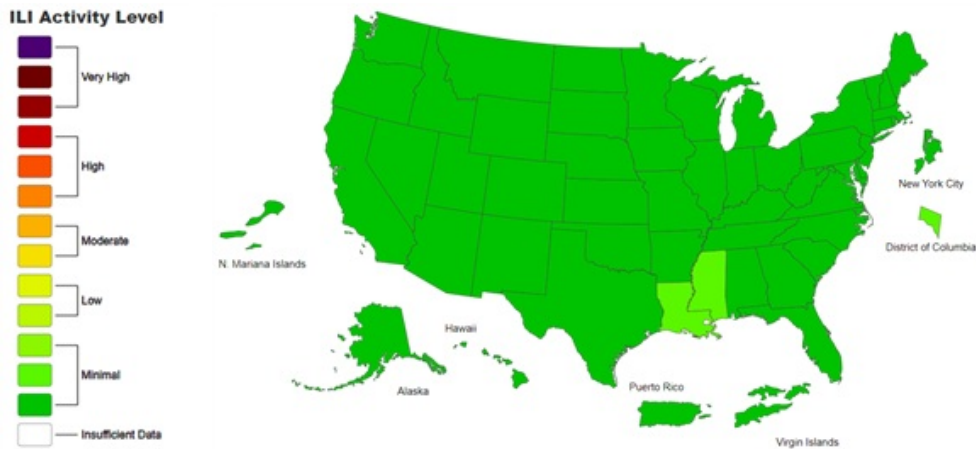 ILI Activity Level
Very High
High
Moderate
Low
Minimal
Insufficient Data
New York City
District of Columbia
N. Mariana Islands
Hawaii
Alaska
Puerto Rico
Virgin Islands